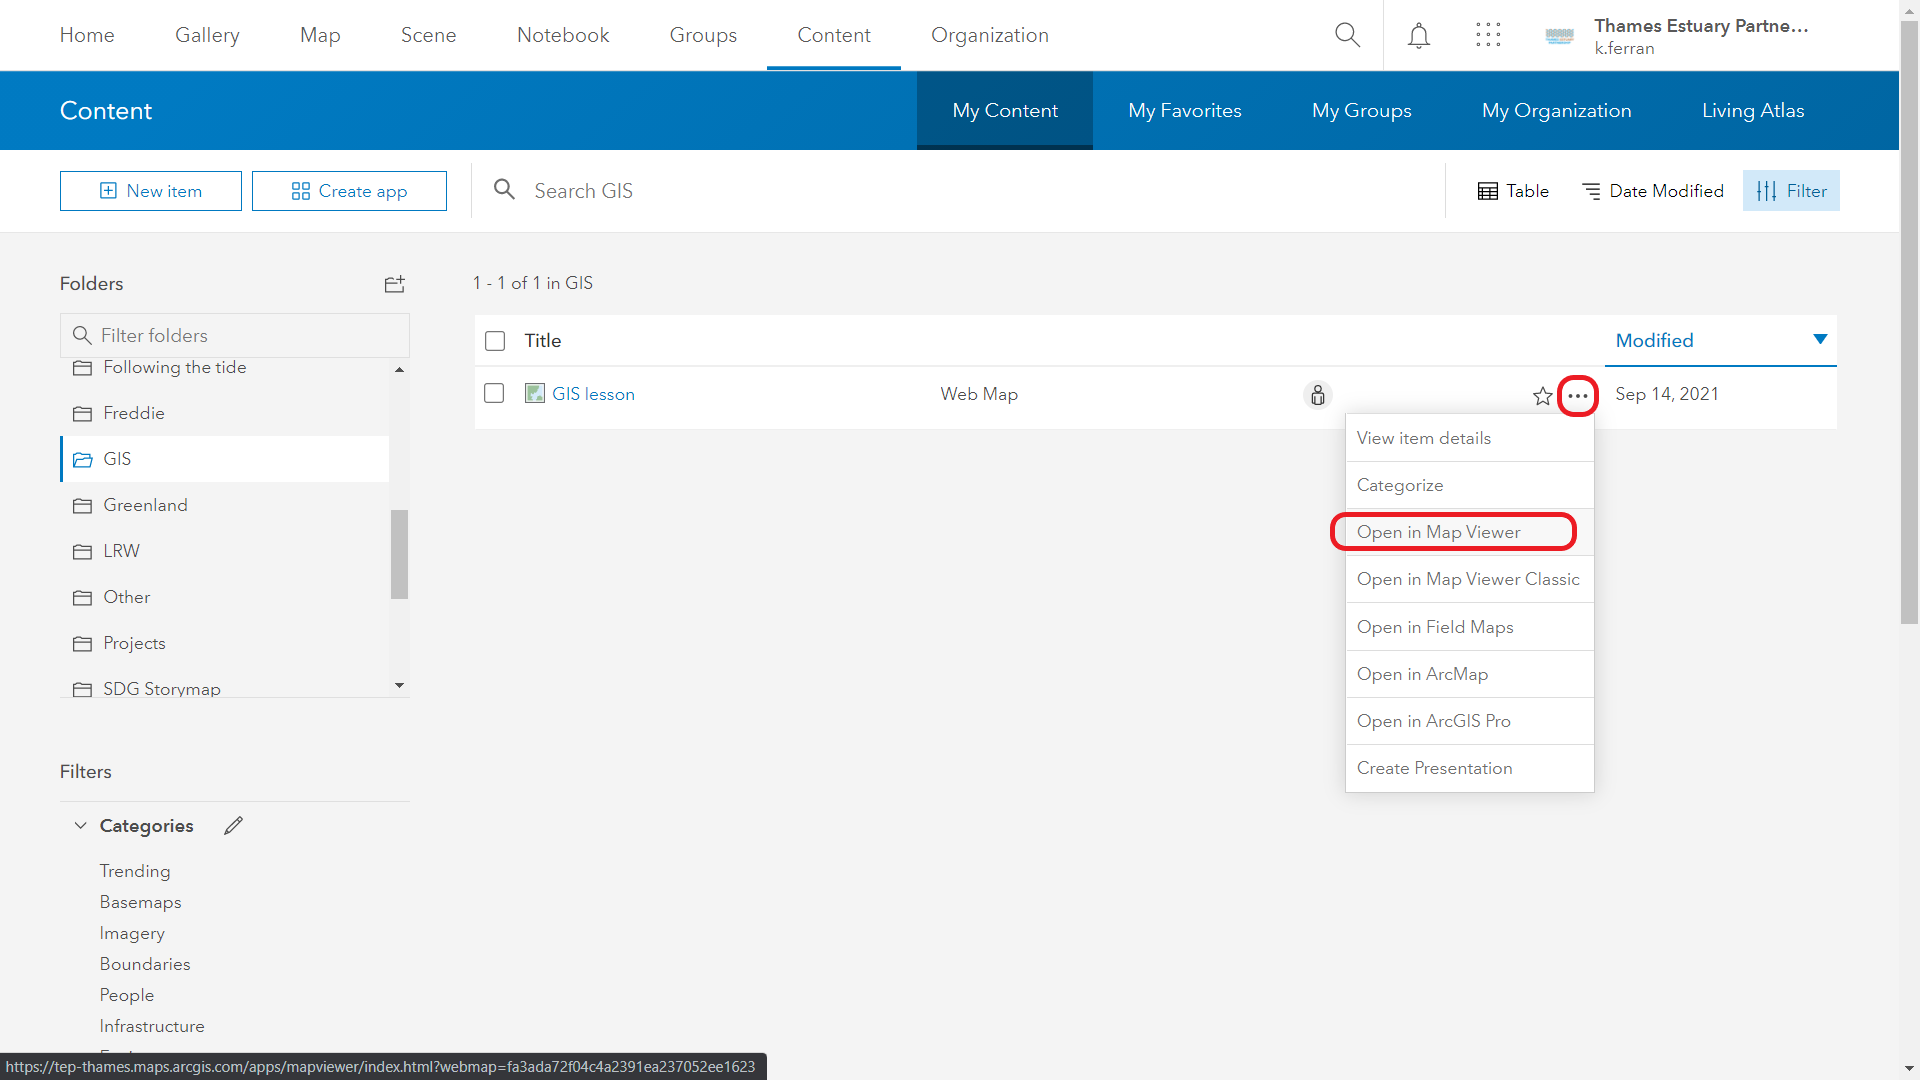 Home Gallery Map Scene Notebook Groups Content Organization
Thames Estuary Partne...
k.ferran
Content My Content My Favorites My Groups My Organization Living Atlas
New item Create app Search GIS Table Date Modified Filter
Folders
Filter folders
Following the tide
Freddie
GIS
Greenland
LRW
Other
Projects
SDG Storymap
1 - 1 of 1 in GIS
Title Modified
GIS lesson Web Map Sep 14, 2021
View item details
Categorize
Open in Map Viewer
Open in Map Viewer Classic
Open in Field Maps
Open in ArcMap
Open in ArcGIS Pro
Create Presentation
Filters
Categories
Trending
Basemaps
Imagery
Boundaries
People
Infrastructure
https://tep-thames.maps.arcgis.com/apps/mapviewer/index.html?webmap=fa3ada72f04c4a2391ea237052ee1623